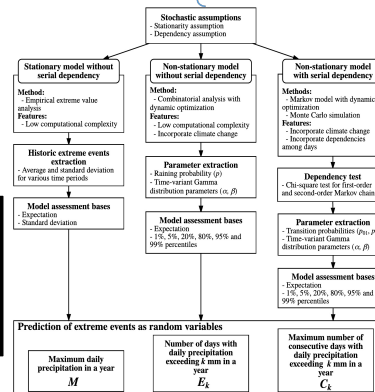 Stochastic assumptions
- Stationarity assumption
- Dependency assumption
Stationary model without
serial dependency
Method:
- Empirical extreme value
analysis
Features:
- Low computational complexity
Historic extreme events
extraction
- Average and standard deviation
for various time periods
Model assessment bases
- Expectation
- Standard deviation
Non-stationary model
without serial dependency
Method:
- Combinatorial analysis with
dynamic optimization
Features:
- Low computational complexity
- Incorporate climate change
Parameter extraction
- Raining probability (p)
- Time-variant Gamma
distribution parameters (α, β)
Model assessment bases
- Expectation
- 1%, 5%, 20%, 80%, 95% and
99% percentiles
Non-stationary model
with serial dependency
Methods:
- Markov model with dynamic
optimization
- Monte Carlo simulation
Features:
- Incorporate climate change
- Incorporate dependencies
among days
Dependency test
- Chi-square test for first-order
and second-order Markov chain
Parameter extraction
- Transition probabilities (p01, p
- Time-variant Gamma
distribution parameters (α, β)
Model assessment bases
- Expectation
- 1%, 5%, 20%, 80%, 95% and
99% percentiles
Prediction of extreme events as random variables
Maximum daily
precipitation in a year
M
Number of days with
daily precipitation
exceeding k mm in a
year
Ek
Maximum number of
consecutive days with
daily precipitation
exceeding k mm in a
year
Ck